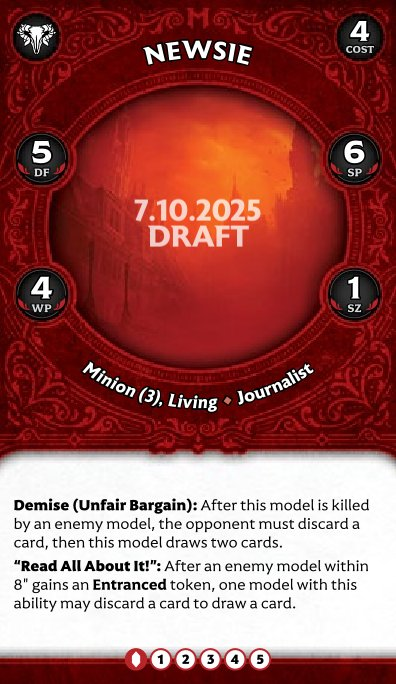 NEWSIE
4
COST
5
DF
6
SP
7.10.2025
DRAFT
4
WP
1
SZ
Minion (3), Living • Journalist
Demise (Unfair Bargain): After this model is killed
by an enemy model, the opponent must discard a
card, then this model draws two cards.
“Read All About It!”: After an enemy model within
8" gains an Entranced token, one model with this
ability may discard a card to draw a card.
1 2 3 4 5